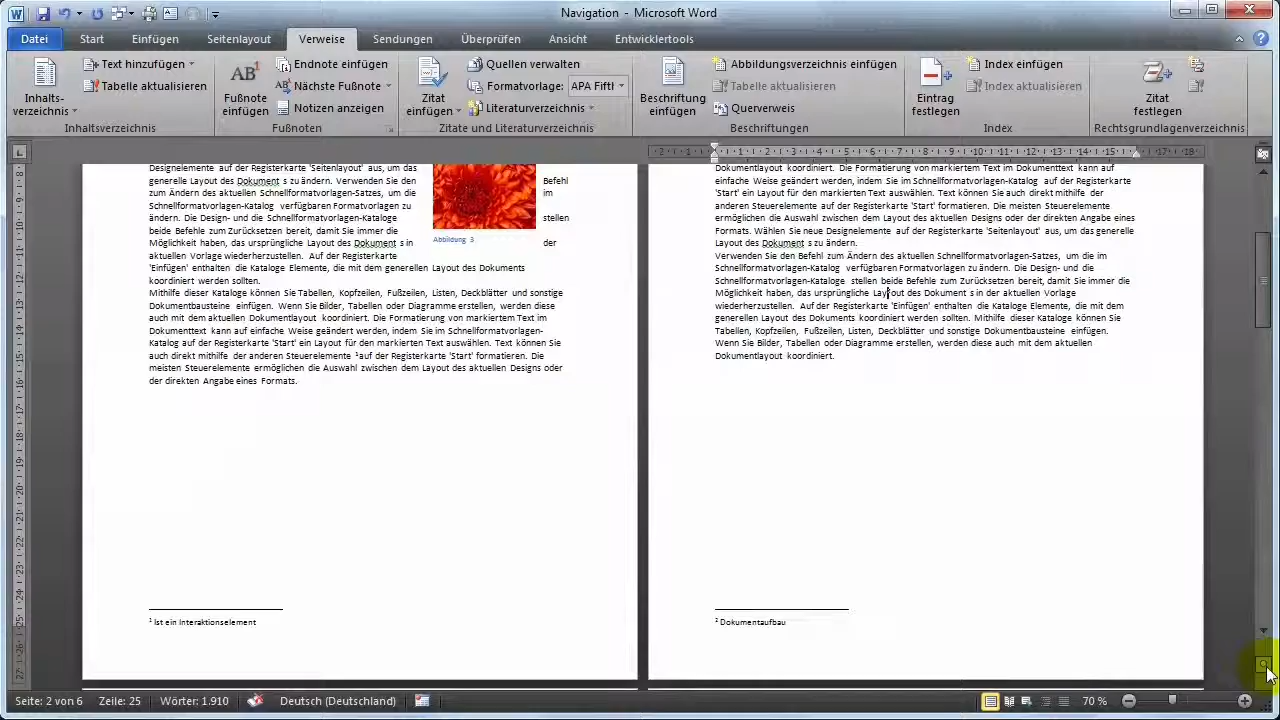 Navigation - Microsoft Word
Datei Start Einfügen Seitenlayout Verweise Sendungen Überprüfen Ansicht Entwicklertools
Inhalts-
verzeichnis
Text hinzufügen
Tabelle aktualisieren
Inhaltsverzeichnis
AB1
Fußnote
einfügen
Endnote einfügen
Nächste Fußnote
Notizen anzeigen
Fußnoten
Zitat
einfügen
Quellen verwalten
Formatvorlage: APA Fiftl
Literaturverzeichnis
Zitate und Literaturverzeichnis
Beschriftung
einfügen
Abbildungsverzeichnis einfügen
Tabelle aktualisieren
Querverweis
Beschriftungen
Eintrag
festlegen
Index einfügen
Index aktualisieren
Index
Zitat
festlegen
Rechtsgrundlagenverzeichnis
Designelemente auf der Registerkarte 'Seitenlayout' aus, um das
generelle Layout des Dokument s zu ändern. Verwenden Sie den Befehl
zum Ändern des aktuellen Schnellformatvorlagen-Satzes, um die im
Schnellformatvorlagen-Katalog verfügbaren Formatvorlagen zu
ändern. Die Design- und die Schnellformatvorlagen-Kataloge stellen
beide Befehle zum Zurücksetzen bereit, damit Sie immer die
Möglichkeit haben, das ursprüngliche Layout des Dokument s in der
aktuellen Vorlage wiederherzustellen. Auf der Registerkarte
Abbildung 3
'Einfügen' enthalten die Kataloge Elemente, die mit dem generellen Layout des Dokuments
koordiniert werden sollten.
Mithilfe dieser Kataloge können Sie Tabellen, Kopfzeilen, Fußzeilen, Listen, Deckblätter und sonstige
Dokumentbausteine einfügen. Wenn Sie Bilder, Tabellen oder Diagramme erstellen, werden diese
auch mit dem aktuellen Dokumentlayout koordiniert. Die Formatierung von markiertem Text im
Dokumenttext kann auf einfache Weise geändert werden, indem Sie im Schnellformatvorlagen-
Katalog auf der Registerkarte 'Start' ein Layout für den markierten Text auswählen. Text können Sie
auch direkt mithilfe der anderen Steuerelemente 1auf der Registerkarte 'Start' formatieren. Die
meisten Steuerelemente ermöglichen die Auswahl zwischen dem Layout des aktuellen Designs oder
der direkten Angabe eines Formats.
1 Ist ein Interaktionselement
Dokumentlayout koordiniert. Die Formatierung von markiertem Text im Dokumenttext kann auf
einfache Weise geändert werden, indem Sie im Schnellformatvorlagen-Katalog auf der Registerkarte
'Start' ein Layout für den markierten Text auswählen. Text können Sie auch direkt mithilfe der
anderen Steuerelemente auf der Registerkarte 'Start' formatieren. Die meisten Steuerelemente
ermöglichen die Auswahl zwischen dem Layout des aktuellen Designs oder der direkten Angabe eines
Formats. Wählen Sie neue Designelemente auf der Registerkarte 'Seitenlayout' aus, um das generelle
Layout des Dokument s zu ändern.
Verwenden Sie den Befehl zum Ändern des aktuellen Schnellformatvorlagen-Satzes, um die im
Schnellformatvorlagen-Katalog verfügbaren Formatvorlagen zu ändern. Die Design- und die
Schnellformatvorlagen-Kataloge stellen beide Befehle zum Zurücksetzen bereit, damit Sie immer die
Möglichkeit haben, das ursprüngliche Layout des Dokument s in der aktuellen Vorlage
wiederherzustellen. Auf der Registerkarte 'Einfügen' enthalten die Kataloge Elemente, die mit dem
generellen Layout des Dokuments koordiniert werden sollten. Mithilfe dieser Kataloge können Sie
Tabellen, Kopfzeilen, Fußzeilen, Listen, Deckblätter und sonstige Dokumentbausteine einfügen.
Wenn Sie Bilder, Tabellen oder Diagramme erstellen, werden diese auch mit dem aktuellen
Dokumentlayout koordiniert.
2 Dokumentaufbau
Seite: 2 von 6 Zeile: 25 Wörter: 1.910 Deutsch (Deutschland) 70 %